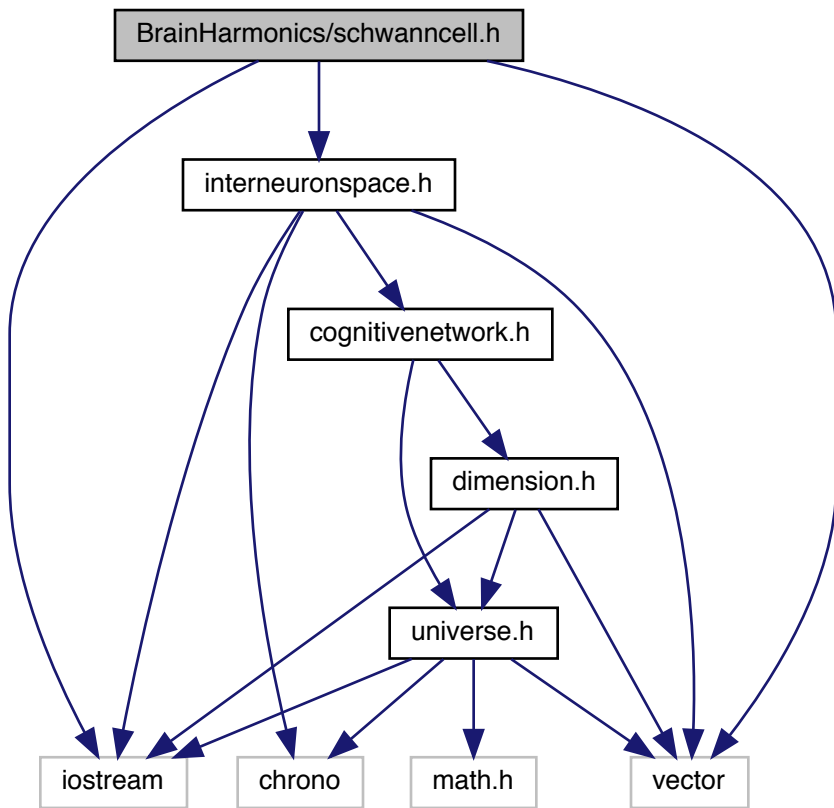 BrainHarmonics/schwanncell.h
interneuronspace.h
cognitivenetwork.h
dimension.h
universe.h
iostream
chrono
math.h
vector